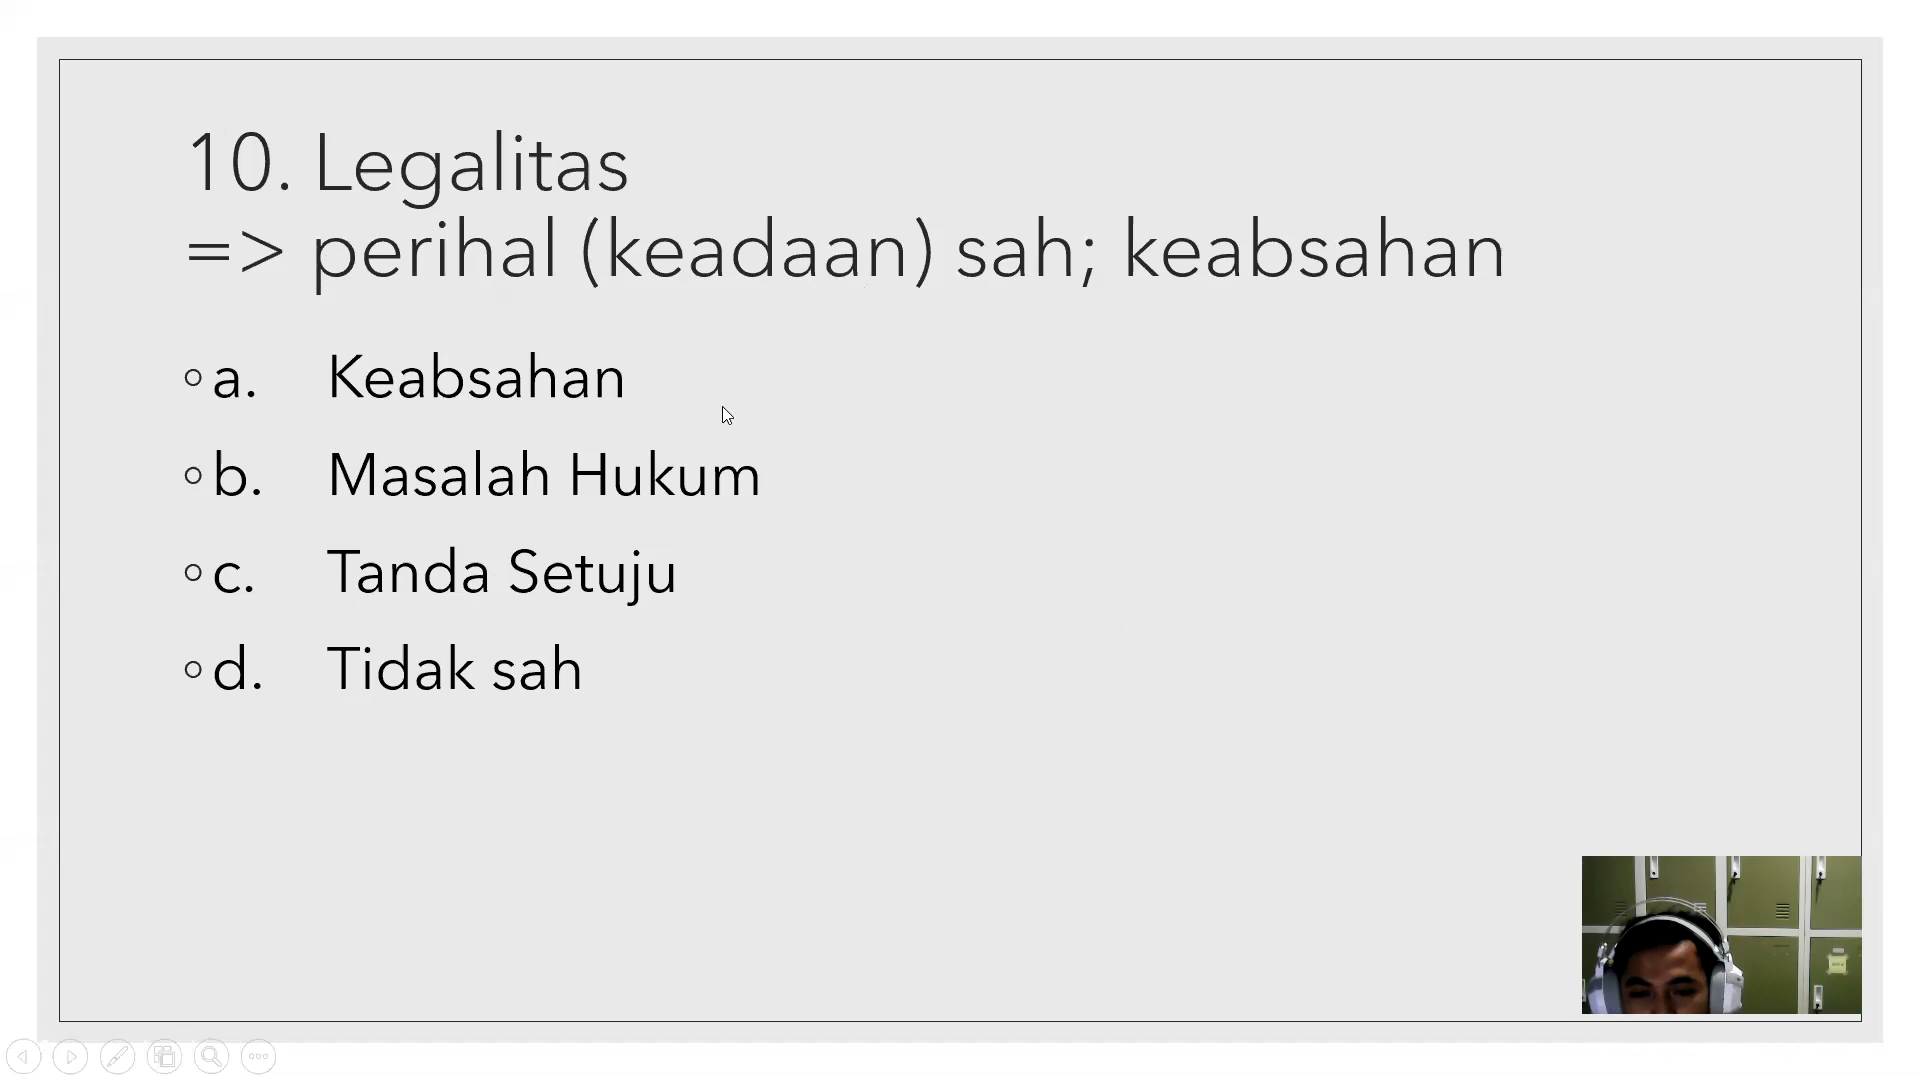 10. Legalitas
=> perihal (keadaan) sah; keabsahan
a. Keabsahan
b. Masalah Hukum
c. Tanda Setuju
d. Tidak sah